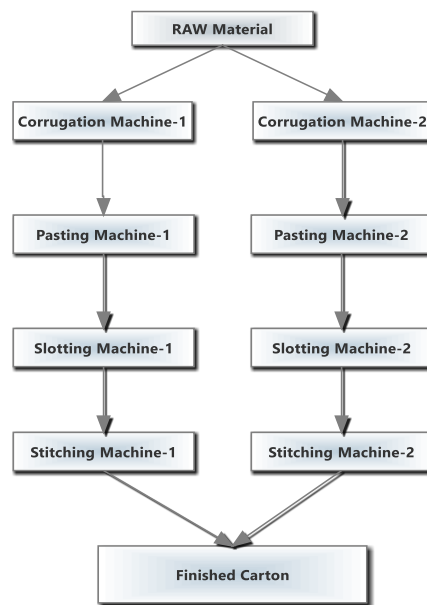 RAW Material
Corrugation Machine-1
Corrugation Machine-2
Pasting Machine-1
Pasting Machine-2
Slotting Machine-1
Slotting Machine-2
Stitching Machine-1
Stitching Machine-2
Finished Carton